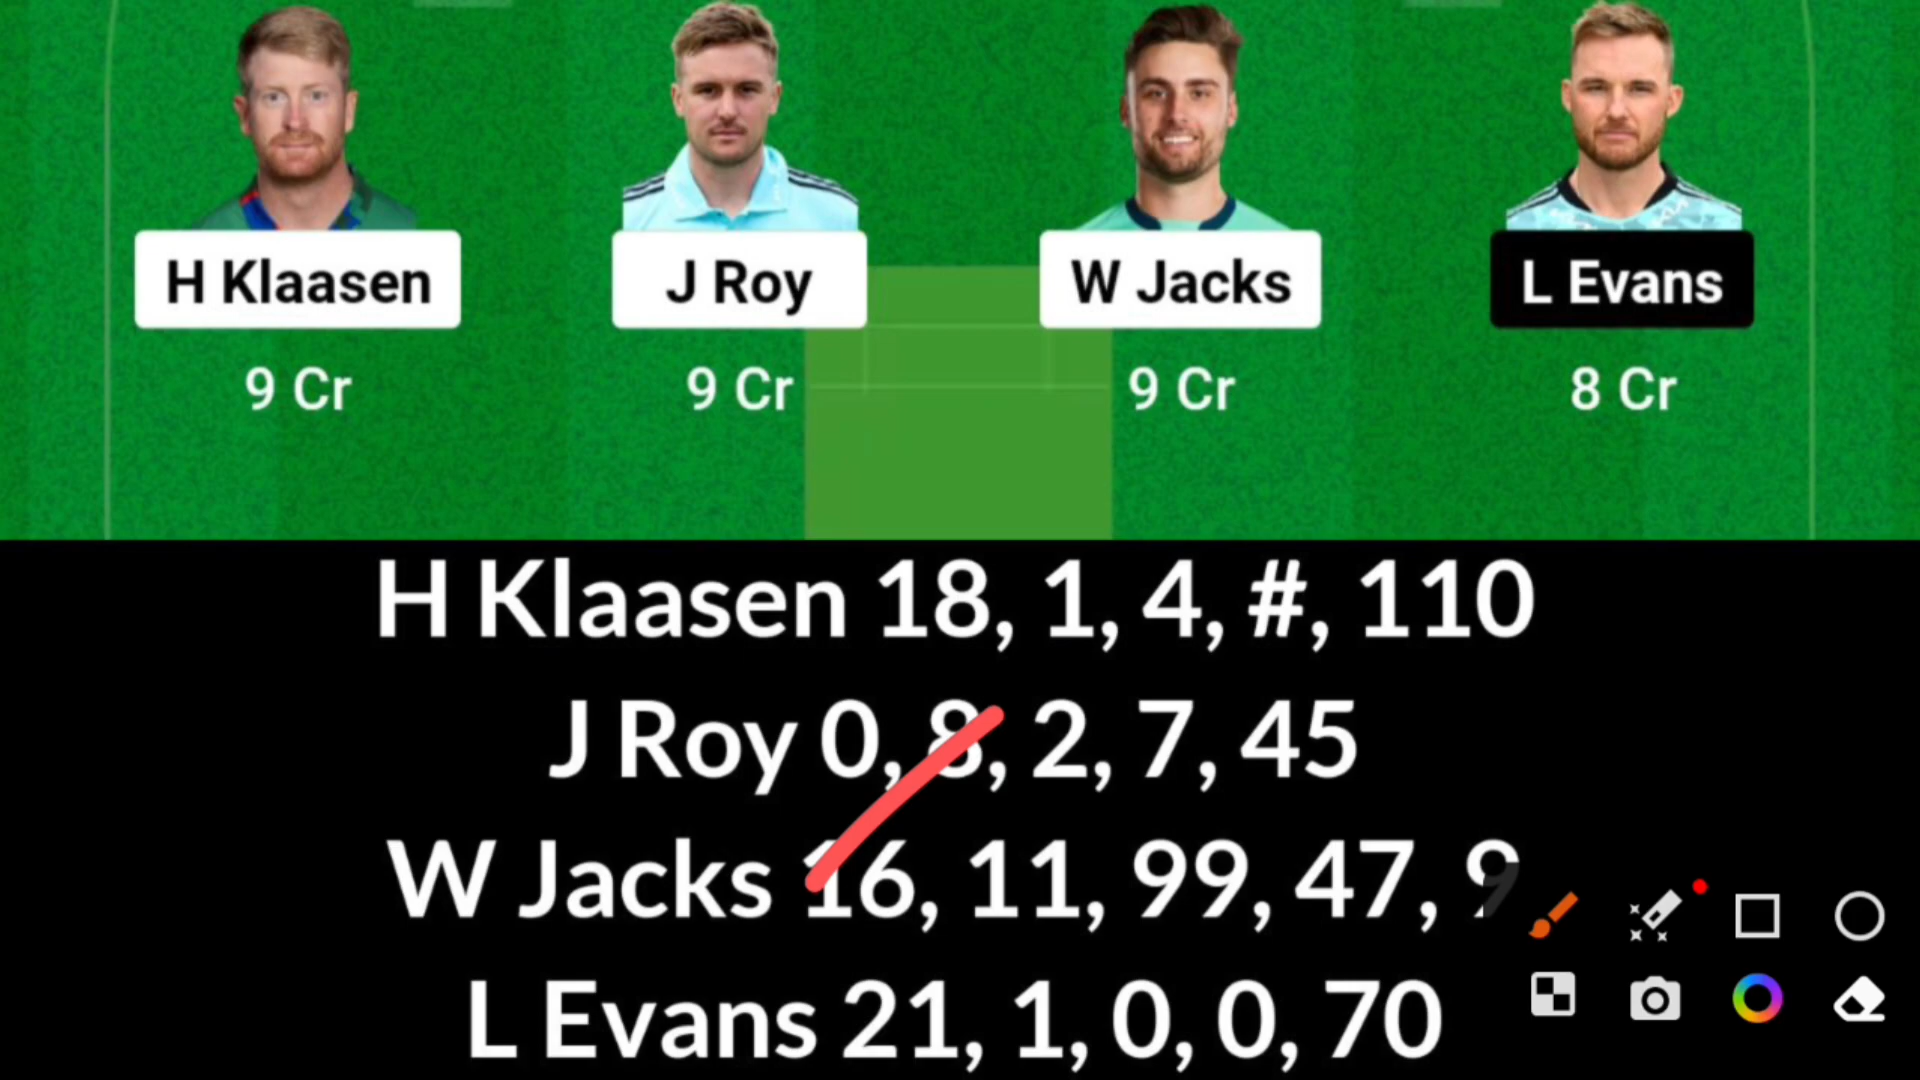 H Klaasen J Roy W Jacks L Evans
9 Cr 9 Cr 9 Cr 8 Cr
H Klaasen 18, 1, 4, #, 110
J Roy 0, 8, 2, 7, 45
W Jacks 16, 11, 99, 47, 9
L Evans 21, 1, 0, 0, 70